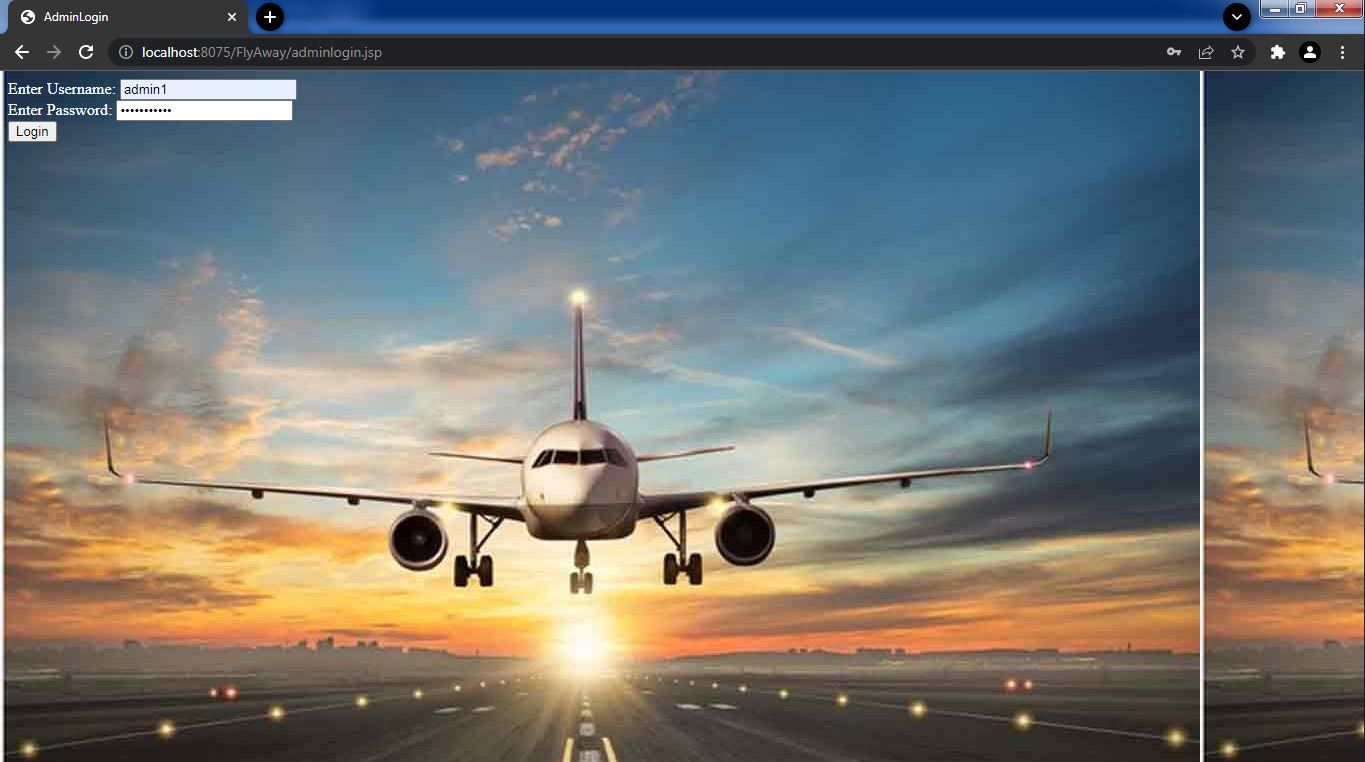 AdminLogin
localhost:8075/FlyAway/adminlogin.jsp
Enter Username: admin1
Enter Password: •••••••••••
Login